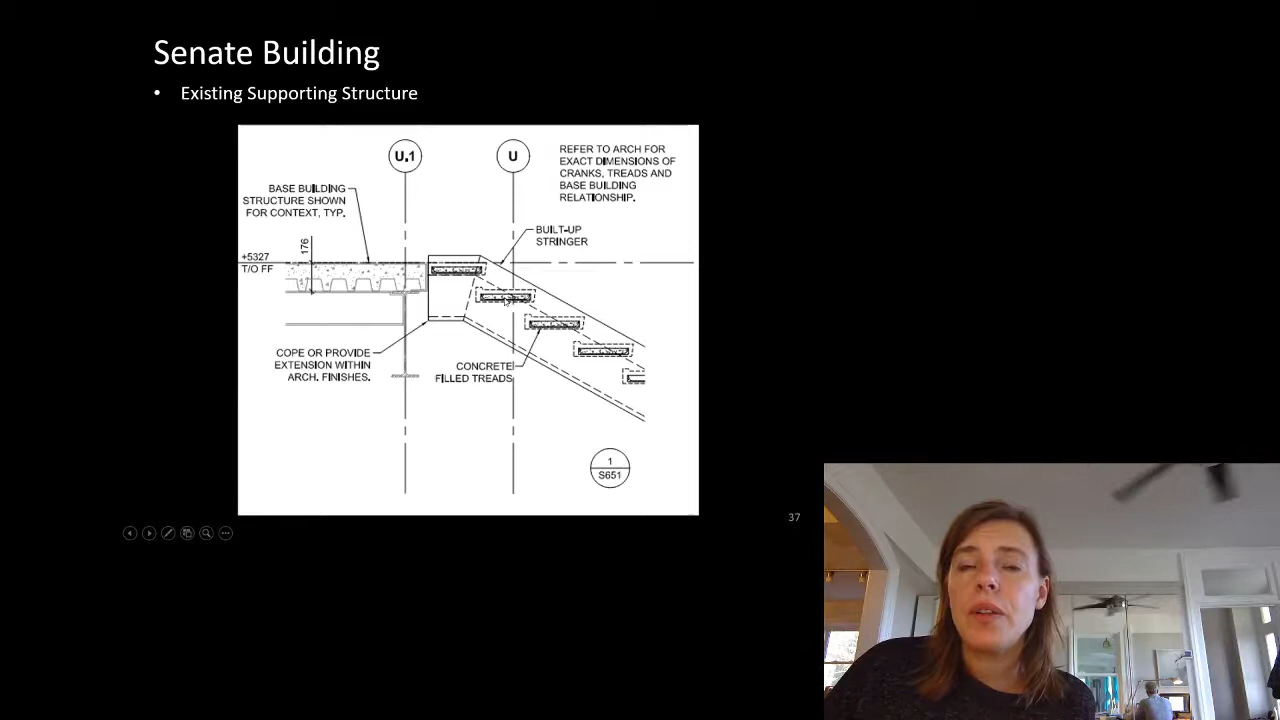 Senate Building
• Existing Supporting Structure
U.1
U
REFER TO ARCH FOR
EXACT DIMENSIONS OF
CRANKS, TREADS AND
BASE BUILDING
RELATIONSHIP.
BASE BUILDING
STRUCTURE SHOWN
FOR CONTEXT, TYP.
BUILT-UP
STRINGER
176
+5327
T/O FF
COPE OR PROVIDE
EXTENSION WITHIN
ARCH. FINISHES.
CONCRETE
FILLED TREADS
1
S651
37